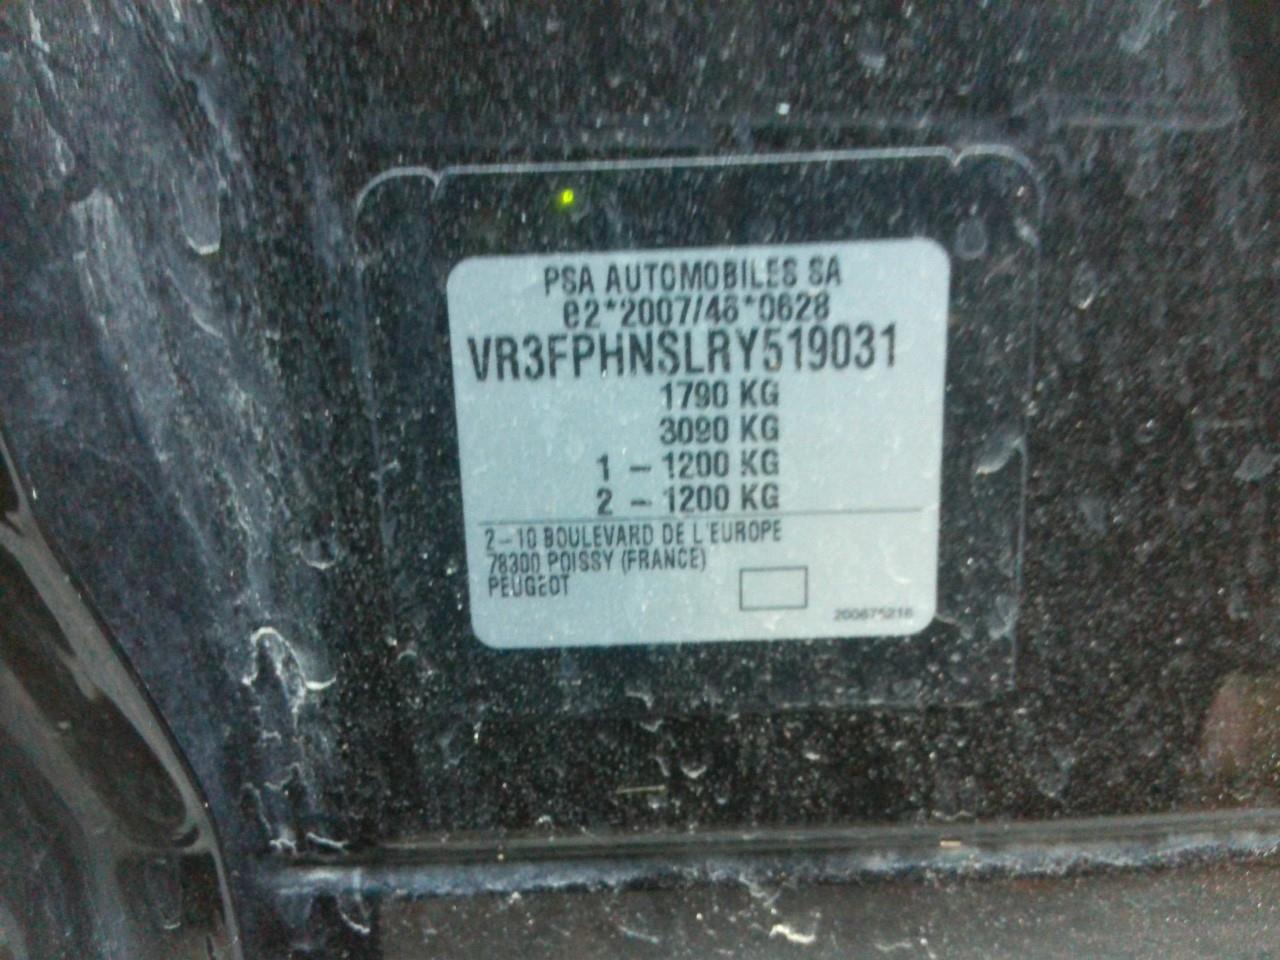 PSA AUTOMOBILES SA
e2*2007/46*0628
VR3FPHNSLRY519031
1790 KG
3090 KG
1 - 1200 KG
2 - 1200 KG
2-10 BOULEVARD DE L'EUROPE
78300 POISSY (FRANCE)
PEUGEOT
200675216